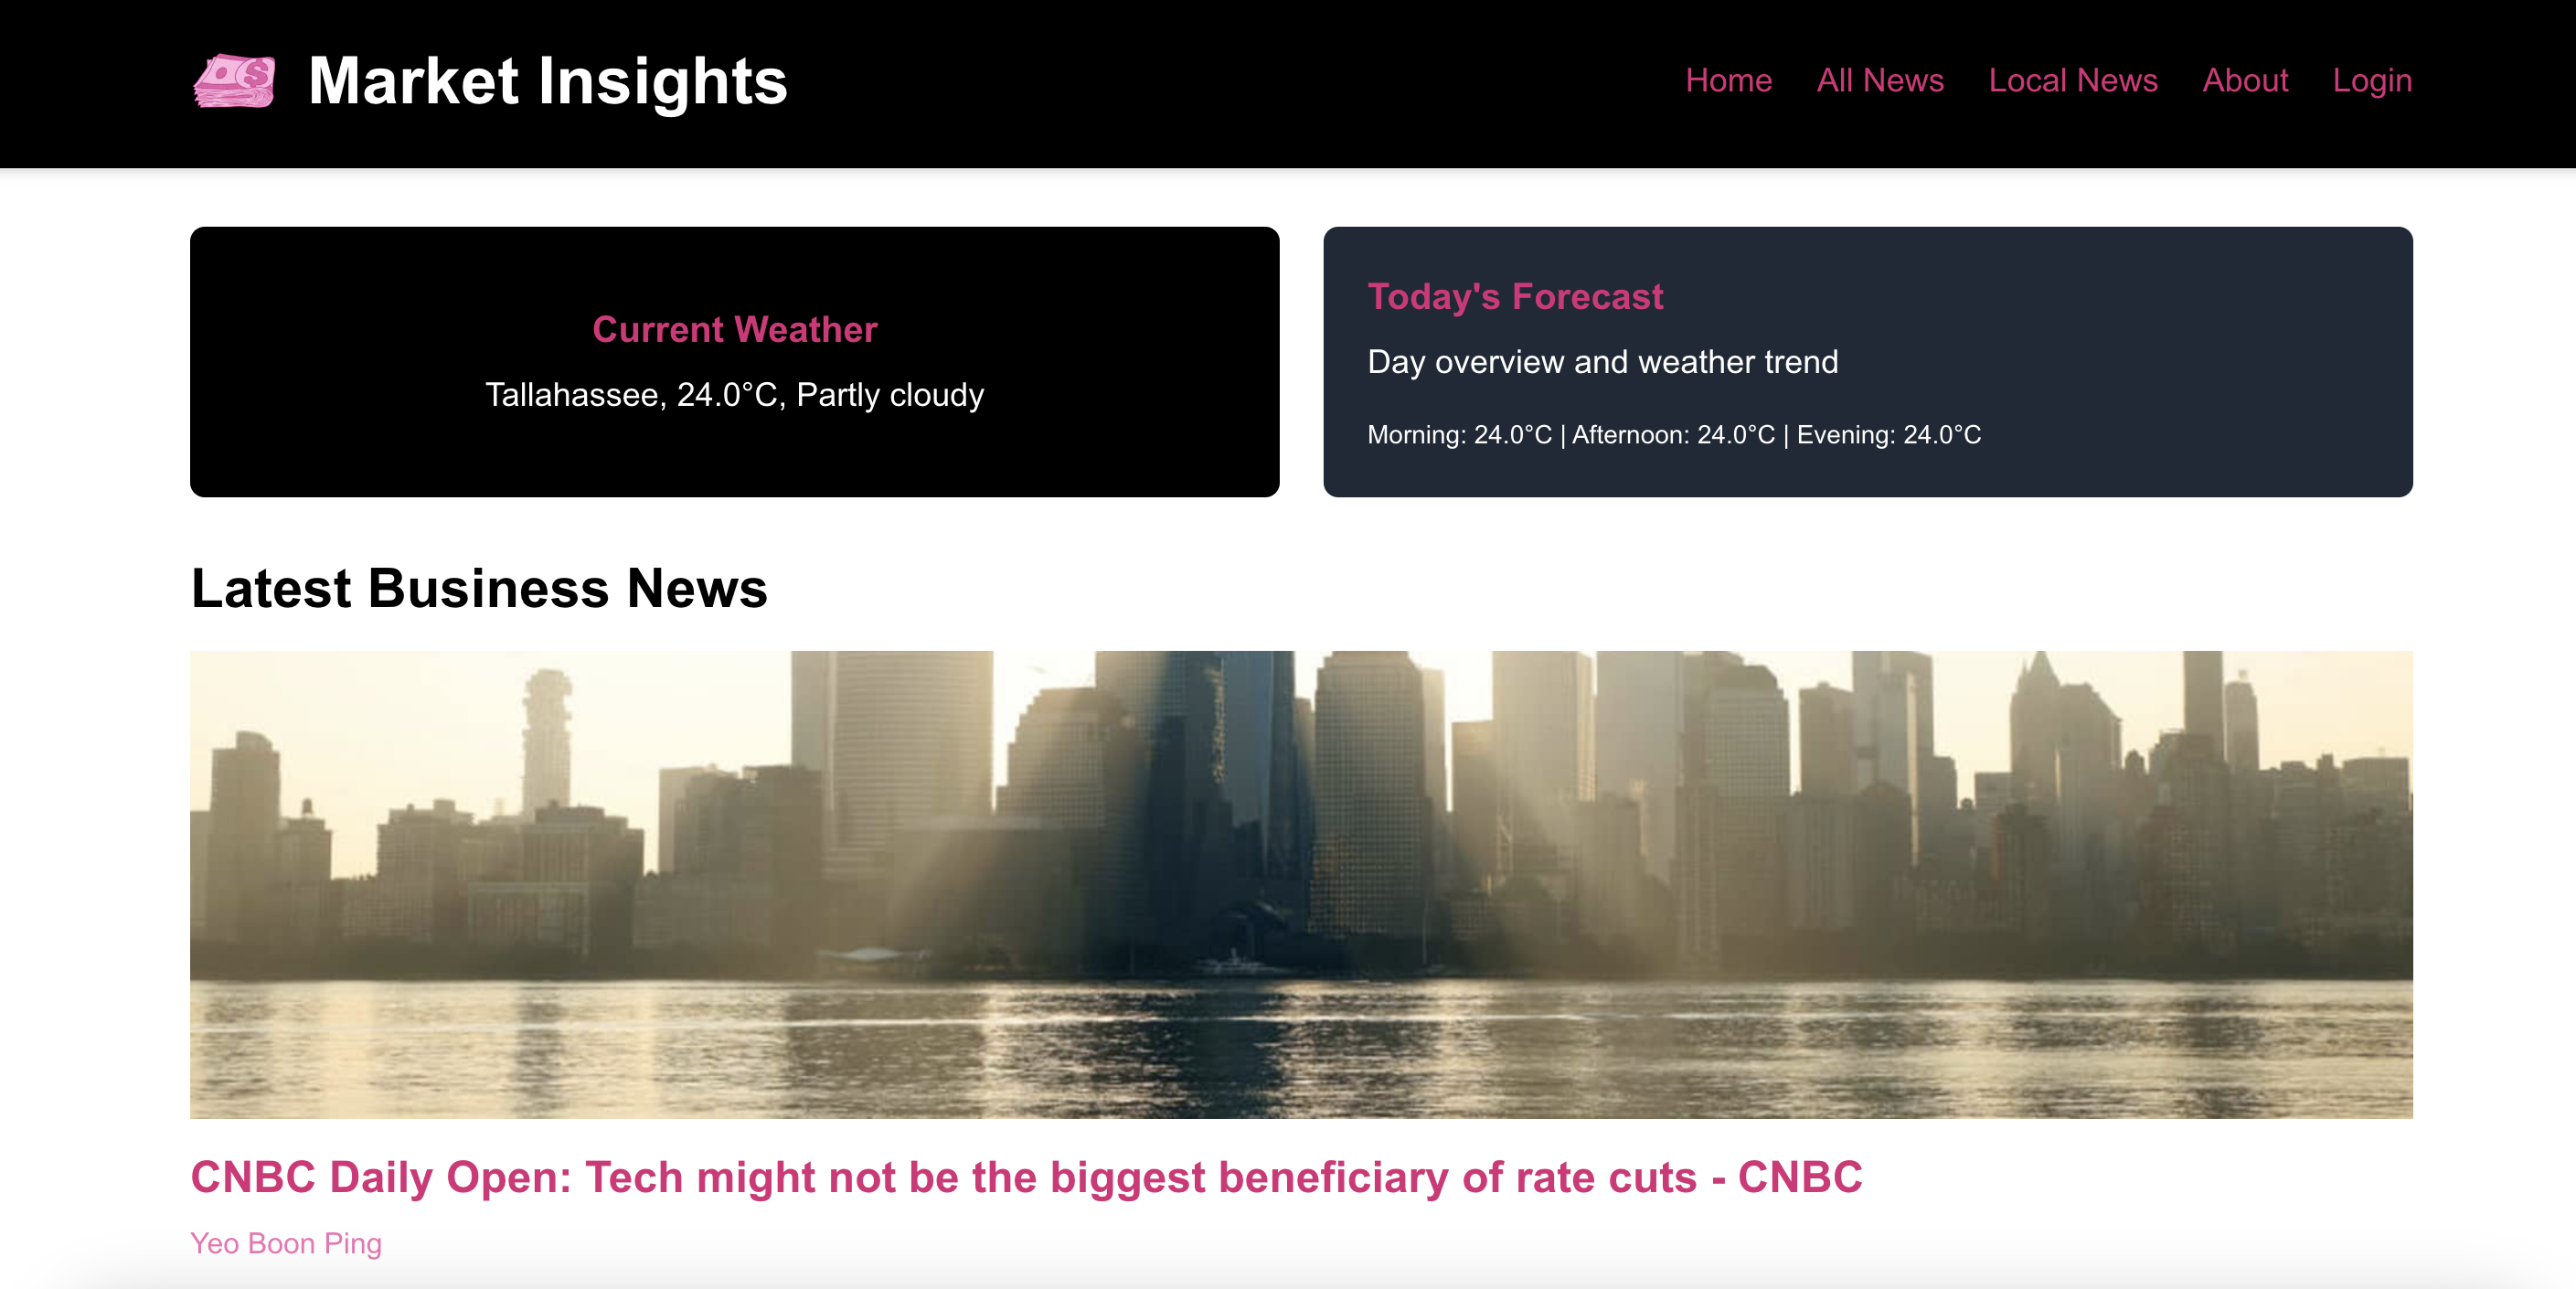 Market Insights
Home All News Local News About Login
Current Weather
Tallahassee, 24.0°C, Partly cloudy
Today's Forecast
Day overview and weather trend
Morning: 24.0°C | Afternoon: 24.0°C | Evening: 24.0°C
Latest Business News
CNBC Daily Open: Tech might not be the biggest beneficiary of rate cuts - CNBC
Yeo Boon Ping